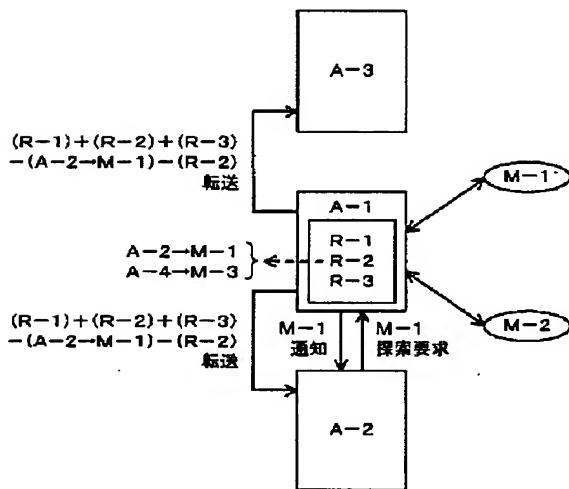 A-3
(R-1)+(R-2)+(R-3)
-(A-2→M-1)-(R-2)
転送
M-1
A-1
R-1
R-2
R-3
A-2→M-1
A-4→M-3
(R-1)+(R-2)+(R-3)
-(A-2→M-1)-(R-2)
転送
M-1
通知
M-1
探索要求
M-2
A-2